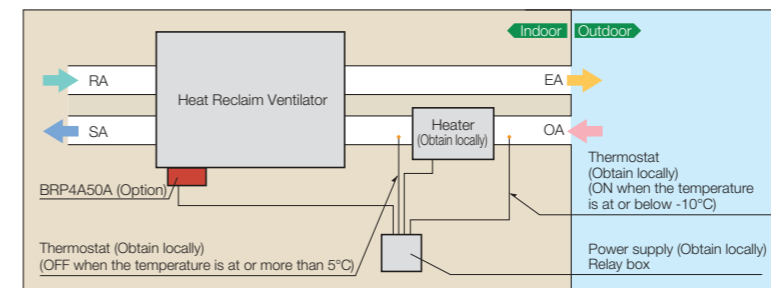 Indoor Outdoor
RA
EA
Heat Reclaim Ventilator
SA
Heater
(Obtain locally)
OA
BRP4A50A (Option)
Thermostat
(Obtain locally)
(ON when the temperature
is at or below -10°C)
Thermostat (Obtain locally)
(OFF when the temperature is at or more than 5°C)
Power supply (Obtain locally)
Relay box